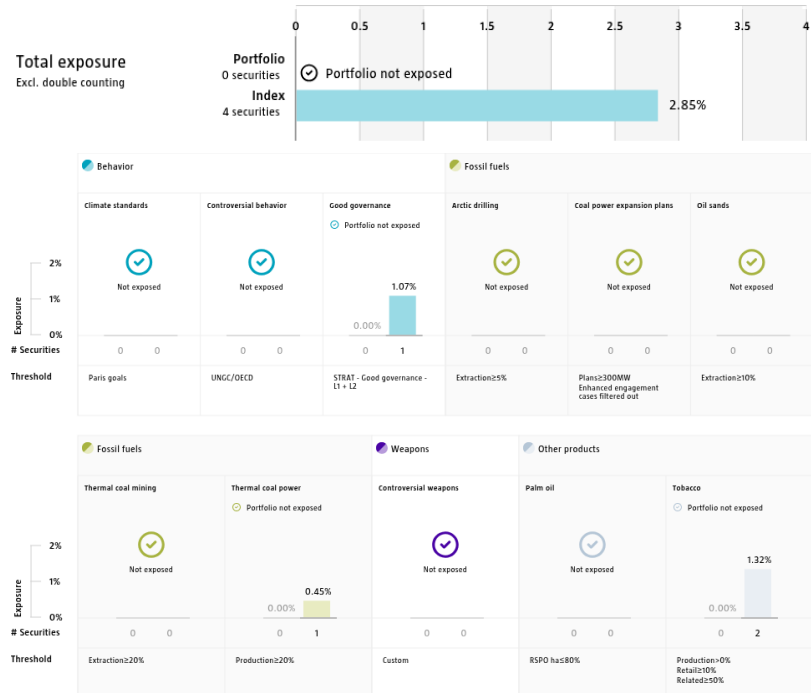 0 0.5 1 1.5 2 2.5 3 3.5 4
Total exposure
Excl. double counting
Portfolio
0 securities
Portfolio not exposed
Index
4 securities
2.85%
Behavior
Fossil fuels
Climate standards
Controversial behavior
Good governance
Arctic drilling
Coal power expansion plans
Oil sands
Portfolio not exposed
Not exposed
Not exposed
Not exposed
Not exposed
Not exposed
Exposure
2%
1%
0%
0.00%
1.07%
# Securities
0 0
0 0
0 1
0 0
0 0
0 0
Threshold
Paris goals
UNGC/OECD
STRAT - Good governance -
L1 + L2
Extraction≥5%
Plans≥300MW
Enhanced engagement
cases filtered out
Extraction≥10%
Fossil fuels
Weapons
Other products
Thermal coal mining
Thermal coal power
Controversial weapons
Palm oil
Tobacco
Portfolio not exposed
Portfolio not exposed
Not exposed
Not exposed
Not exposed
Exposure
2%
1%
0%
0.00%
0.45%
0.00%
1.32%
# Securities
0 0
0 1
0 0
0 0
0 2
Threshold
Extraction≥20%
Production≥20%
Custom
RSPO ha≤80%
Production>0%
Retail≥10%
Related≥50%